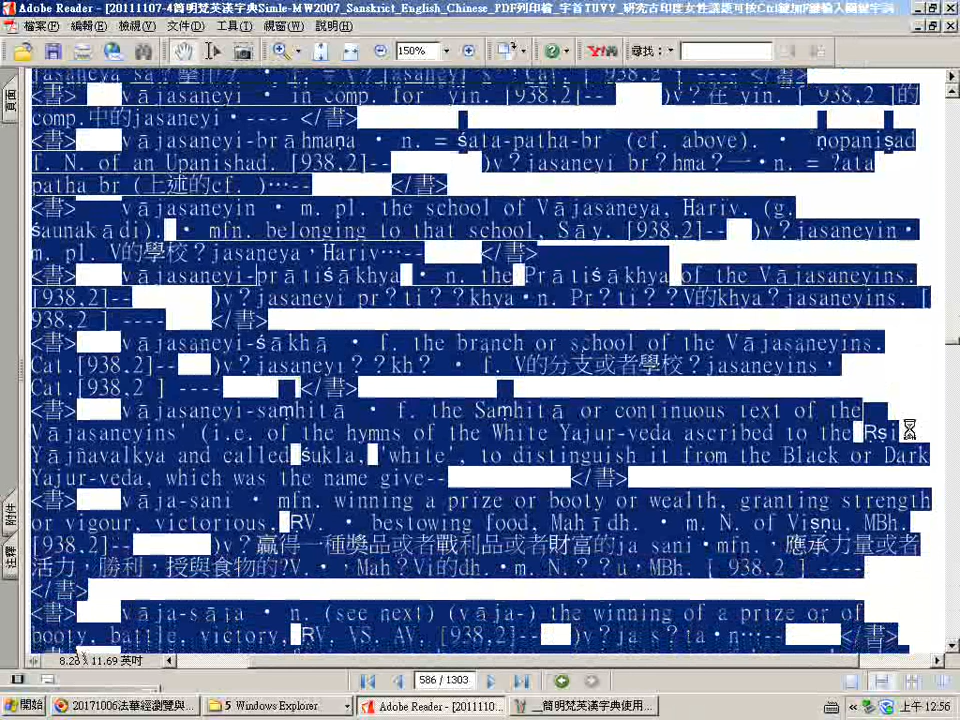 Adobe Reader - [20111107-4簡明梵英漢字典Simle-MW2007_Sanskrit_English_Chinese_PDF列印檔_字首TUVY_研究古印度女性議題可按Ctrl鍵加F鍵輸入關鍵字詞
檔案(F) 編輯(E) 檢視(V) 文件(D) 工具(T) 視窗(W) 說明(H)
150% 尋找：
<書> vājasaneyi • in comp. for yin. [938,2]-- )v？在 yin. [ 938,2 ]的
comp.中的jasaneyi • ---- </書>
<書> vājasaneyi-brāhmaṇa • n. = śata-patha-br (cf. above). • ṇopaniṣad
f. N. of an Upanishad. [938,2]-- )v？jasaneyi br？hma？一 • n. = ?ata
patha br (上述的cf. )…-- </書>
<書> vājasaneyin • m. pl. the school of Vājasaneya, Hariv. (g.
śaunakādi). • mfn. belonging to that school, Sāy. [938,2]-- )v？jasaneyin •
m. pl. V的學校？jasaneya，Hariv…-- </書>
<書> vājasaneyi-prātiśākhya • n. the Prātiśākhya of the Vājasaneyins.
[938,2]-- )v？jasaneyi pr？ti？？khya • n. Pr？ti？？V的khya？jasaneyins. [
938,2 ] ---- </書>
<書> vājasaneyi-śākhā • f. the branch or school of the Vājasaneyins.
Cat.[938,2]-- )v？jasaneyi ？？kh？ • f. V的分支或者學校？jasaneyins，
Cat.[938,2 ] ---- </書>
<書> vājasaneyi-saṃhitā • f. the Saṃhitā or continuous text of the
Vājasaneyins' (i.e. of the hymns of the White Yajur-veda ascribed to the Ṛṣi
Yājñavalkya and called śukla, 'white', to distinguish it from the Black or Dark
Yajur-veda, which was the name give-- </書>
<書> vāja-sani • mfn. winning a prize or booty or wealth, granting strength
or vigour, victorious, RV. • bestowing food, Mahīdh. • m. N. of Viṣṇu, MBh.
[938,2]-- )v？贏得一種獎品或者戰利品或者財富的ja sani • mfn.，應承力量或者
活力，勝利，授與食物的?V. •，Mah？Vi的dh. • m. N.？？u，MBh. [ 938,2 ] ----
</書>
<書> vāja-sāja • n. (see next) (vāja-) the winning of a prize or of
booty, battle, victory, RV. VS. AV. [938,2]-- )v？ja s？ta • n…-- </書>
頁面
附件
註釋
8.26 x 11.69 英吋
586 / 1303
開始 20171006法華經瀏覽與... 5 Windows Explorer Adobe Reader - [2011110... __簡明梵英漢字典使用... 上午 12:56